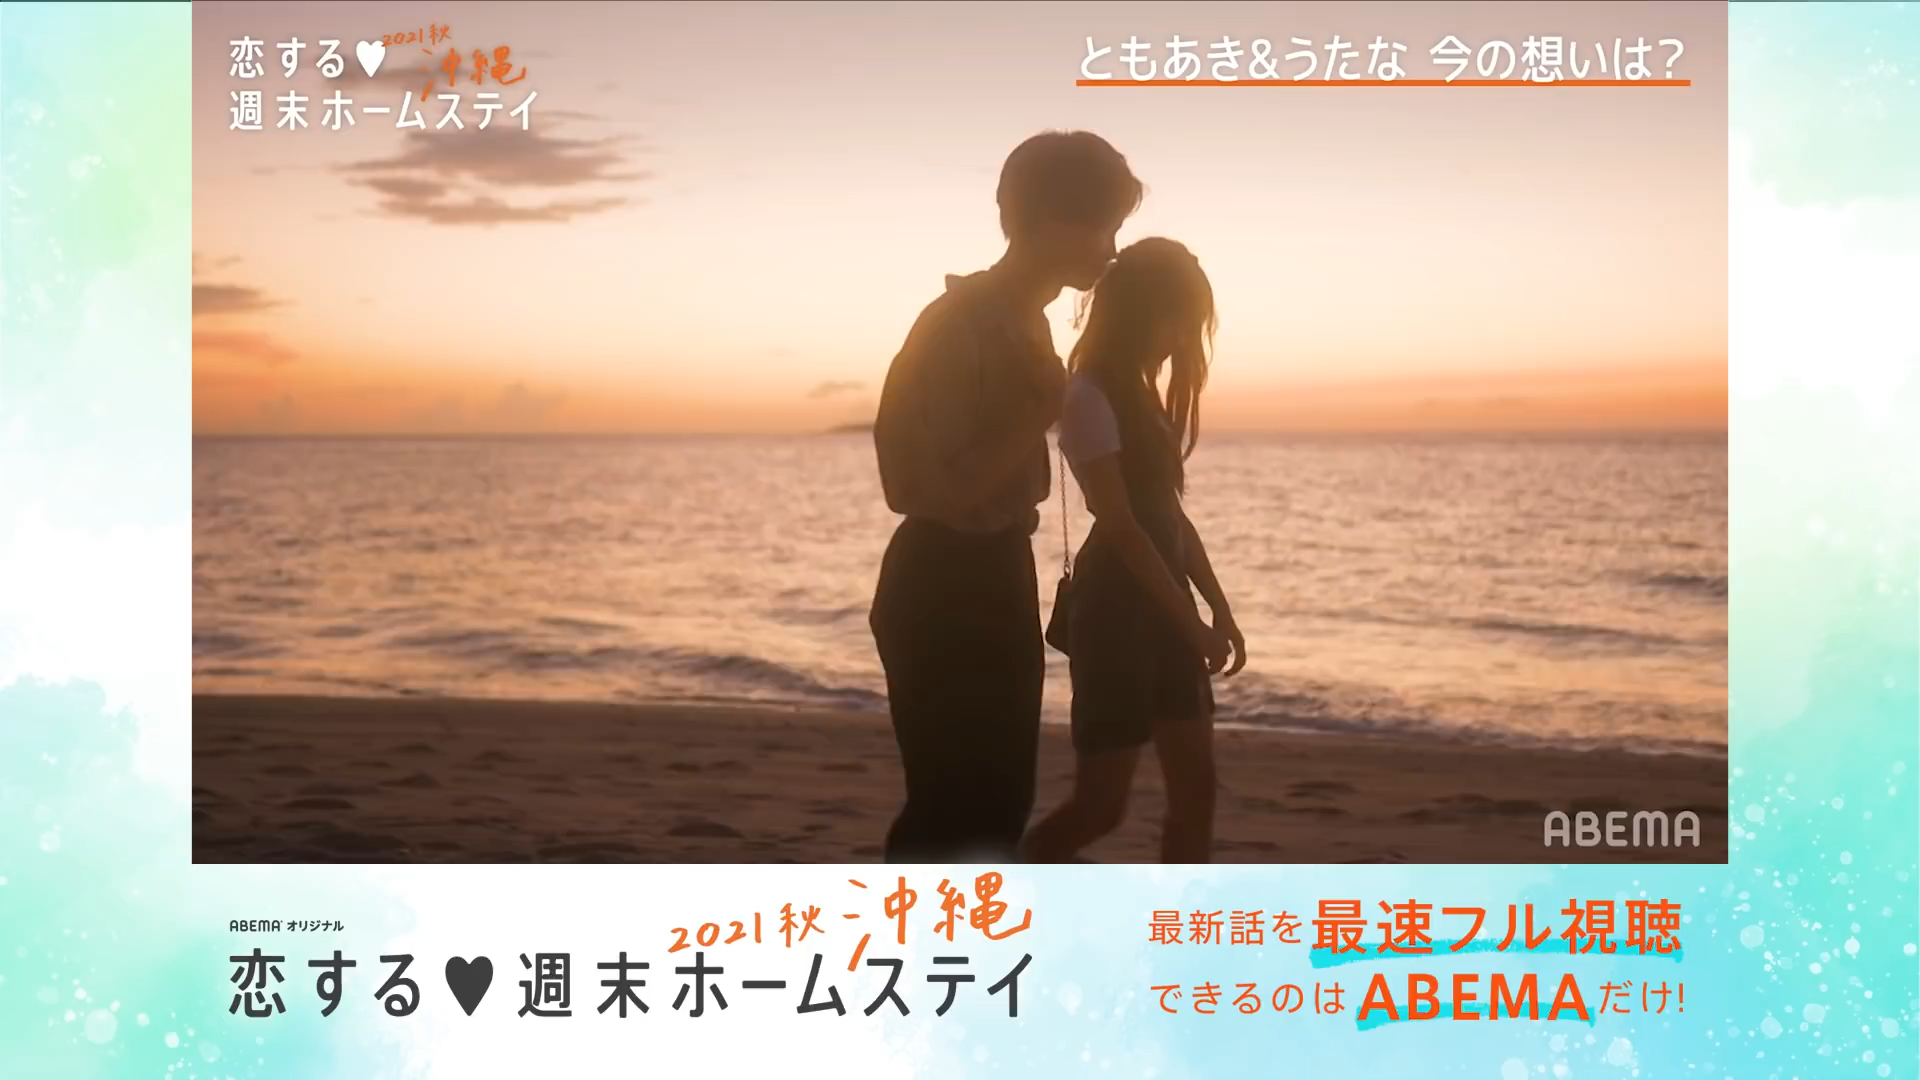 恋する♥
2021秋
沖縄
週末ホームステイ
ともあき&うたな 今の想いは?
ABEMA
ABEMAオリジナル
2021秋 沖縄
恋する♥週末ホームステイ
最新話を最速フル視聴
できるのはABEMAだけ!